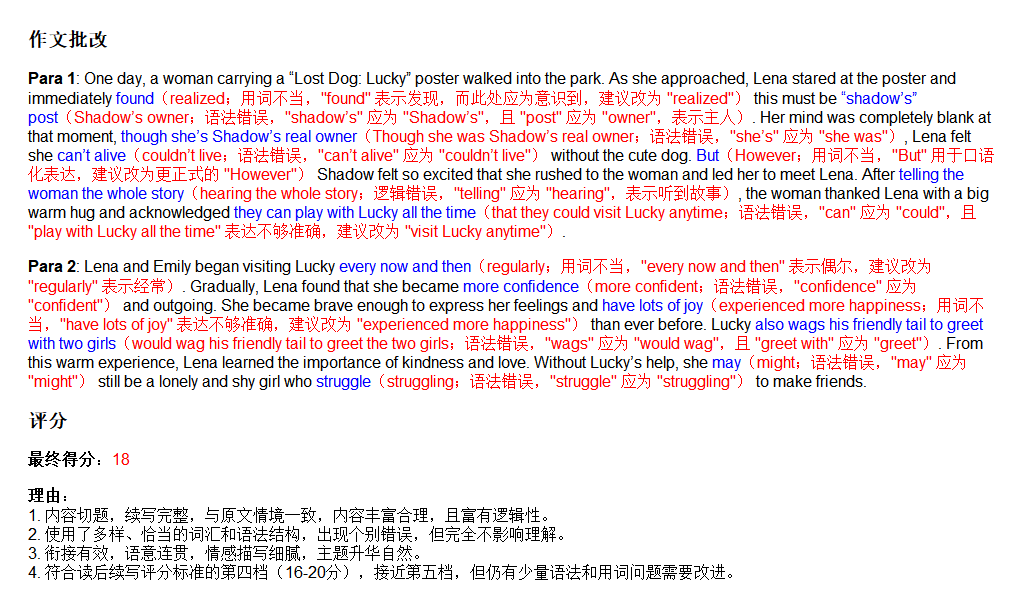 作文批改
Para 1: One day, a woman carrying a “Lost Dog: Lucky” poster walked into the park. As she approached, Lena stared at the poster and
immediately found（realized；用词不当，"found" 表示发现，而此处应为意识到，建议改为 "realized"） this must be “shadow’s”
post（Shadow’s owner；语法错误，"shadow’s" 应为 "Shadow’s"，且 "post" 应为 "owner"，表示主人）. Her mind was completely blank at
that moment, though she’s Shadow’s real owner（Though she was Shadow’s real owner；语法错误，"she’s" 应为 "she was"）, Lena felt
she can’t alive（couldn’t live；语法错误，"can’t alive" 应为 "couldn’t live"） without the cute dog. But（However；用词不当，"But" 用于口语
化表达，建议改为更正式的 "However"） Shadow felt so excited that she rushed to the woman and led her to meet Lena. After telling the
woman the whole story（hearing the whole story；逻辑错误，"telling" 应为 "hearing"，表示听到故事）, the woman thanked Lena with a big
warm hug and acknowledged they can play with Lucky all the time（that they could visit Lucky anytime；语法错误，"can" 应为 "could"，且
"play with Lucky all the time" 表达不够准确，建议改为 "visit Lucky anytime"）.
Para 2: Lena and Emily began visiting Lucky every now and then（regularly；用词不当，"every now and then" 表示偶尔，建议改为
"regularly" 表示经常）. Gradually, Lena found that she became more confidence（more confident；语法错误，"confidence" 应为
"confident"） and outgoing. She became brave enough to express her feelings and have lots of joy（experienced more happiness；用词不
当，"have lots of joy" 表达不够准确，建议改为 "experienced more happiness"） than ever before. Lucky also wags his friendly tail to greet
with two girls（would wag his friendly tail to greet the two girls；语法错误，"wags" 应为 "would wag"，且 "greet with" 应为 "greet"）. From
this warm experience, Lena learned the importance of kindness and love. Without Lucky’s help, she may（might；语法错误，"may" 应为
"might"） still be a lonely and shy girl who struggle（struggling；语法错误，"struggle" 应为 "struggling"） to make friends.
评分
最终得分：18
理由：
1. 内容切题，续写完整，与原文情境一致，内容丰富合理，且富有逻辑性。
2. 使用了多样、恰当的词汇和语法结构，出现个别错误，但完全不影响理解。
3. 衔接有效，语意连贯，情感描写细腻，主题升华自然。
4. 符合读后续写评分标准的第四档（16-20分），接近第五档，但仍有少量语法和用词问题需要改进。